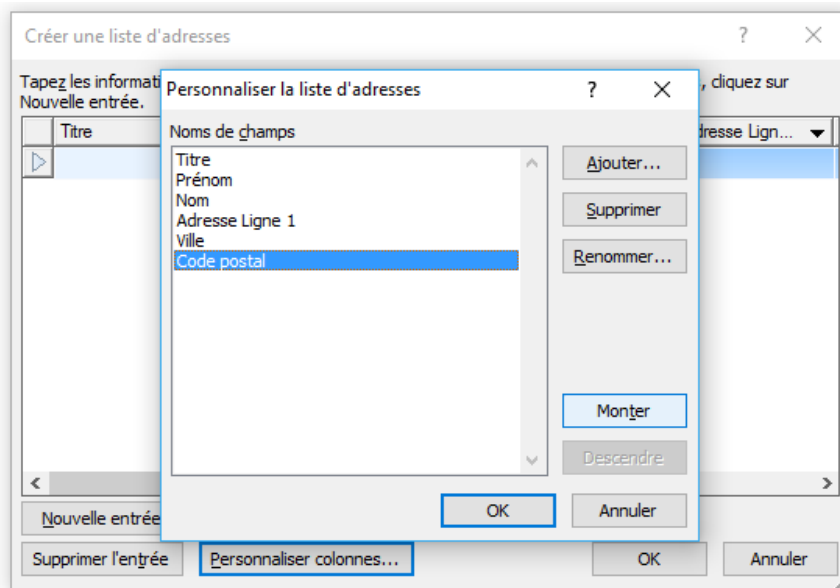 Créer une liste d'adresses
?
Tapez les informati
, cliquez sur
Nouvelle entrée.
Titre
dresse Lign...
Personnaliser la liste d'adresses
?
Noms de champs
Titre
Prénom
Nom
Adresse Ligne 1
Ville
Code postal
Ajouter...
Supprimer
Renommer...
Monter
Descendre
OK
Annuler
Nouvelle entrée
Supprimer l'entrée
Personnaliser colonnes...
OK
Annuler